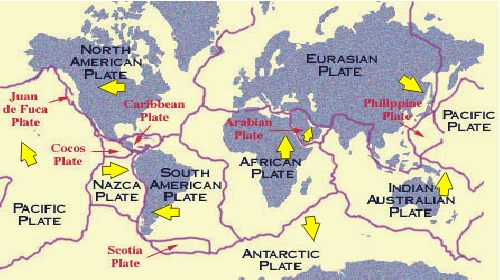 NORTH
AMERICAN
PLATE
EURASIAN
PLATE
Juan
de Fuca
Plate
Caribbean
Plate
Arabian
Plate
Philippine
Plate
PACIFIC
PLATE
Cocos
Plate
NAZCA
PLATE
SOUTH
AMERICAN
PLATE
AFRICAN
PLATE
INDIAN
AUSTRALIAN
PLATE
PACIFIC
PLATE
Scotia
Plate
ANTARCTIC
PLATE